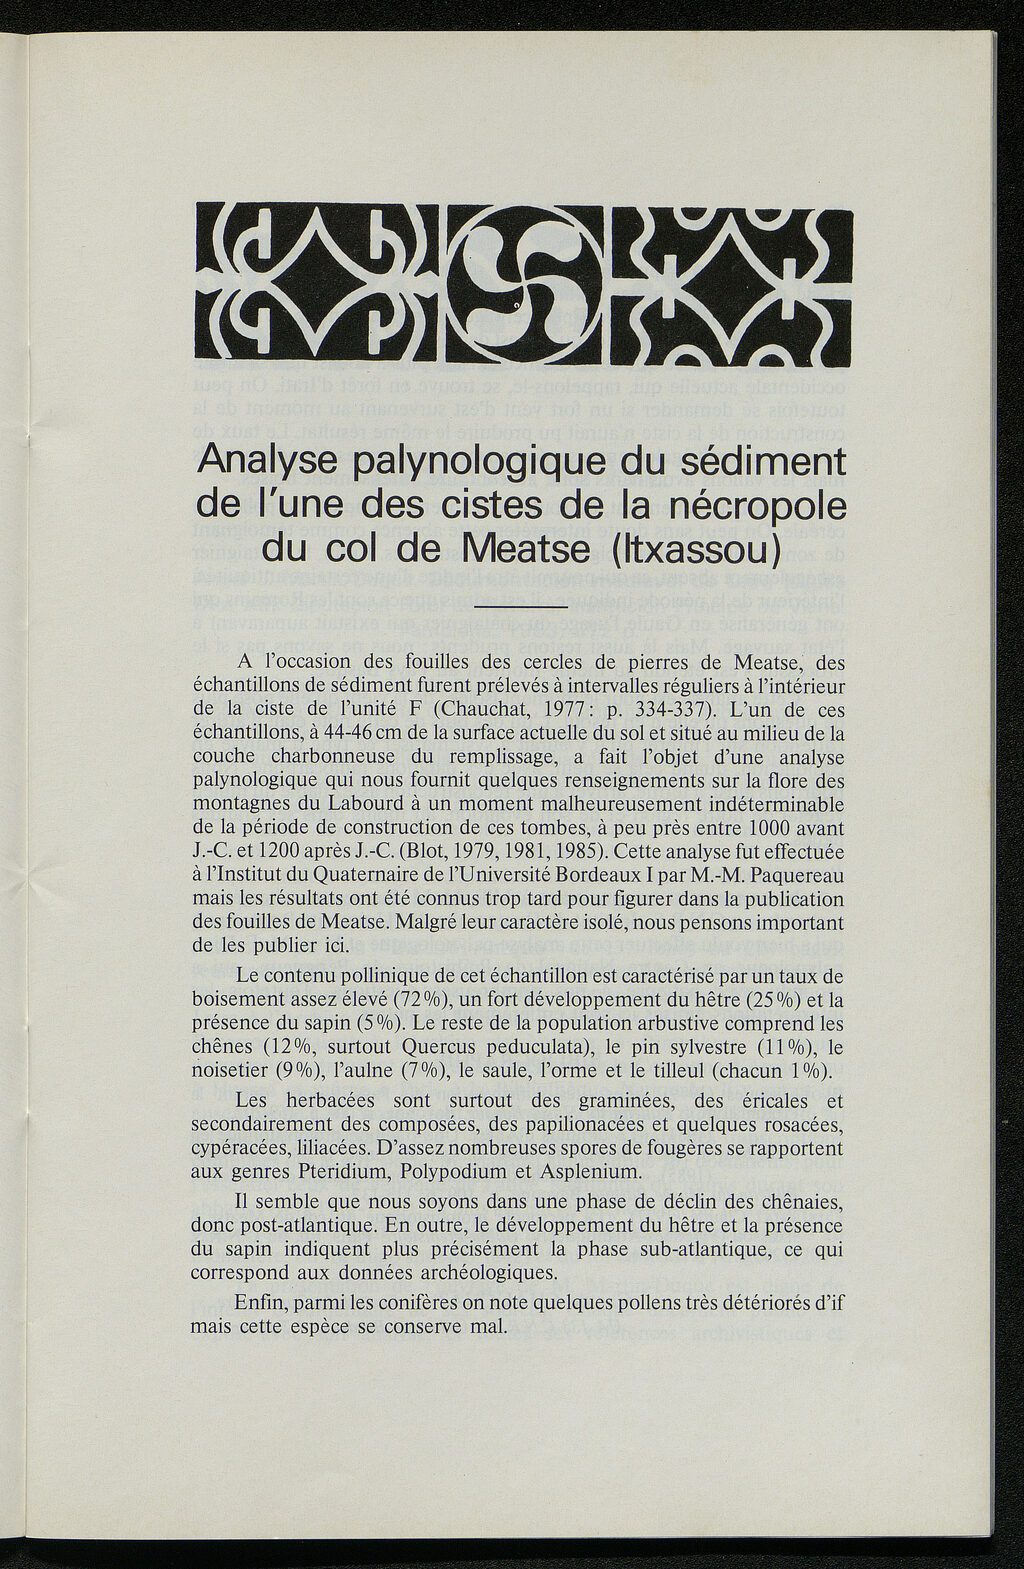 Analyse palynologique du sédiment
de l'une des cistes de la nécropole
du col de Meatse (Itxassou)
A l'occasion des fouilles des cercles de pierres de Meatse, des
échantillons de sédiment furent prélevés à intervalles réguliers à l'intérieur
de la ciste de l'unité F (Chauchat, 1977 : p. 334-337). L'un de ces
échantillons, à 44-46 cm de la surface actuelle du sol et situé au milieu de la
couche charbonneuse du remplissage, a fait l'objet d'une analyse
palynologique qui nous fournit quelques renseignements sur la flore des
montagnes du Labourd à un moment malheureusement indéterminable
de la période de construction de ces tombes, à peu près entre 1000 avant
J.-C. et 1200 après J.-C. (Blot, 1979, 1981, 1985). Cette analyse fut effectuée
à l'Institut du Quaternaire de l'Université Bordeaux I par M.-M. Paquereau
mais les résultats ont été connus trop tard pour figurer dans la publication
des fouilles de Meatse. Malgré leur caractère isolé, nous pensons important
de les publier ici.
Le contenu pollinique de cet échantillon est caractérisé par un taux de
boisement assez élevé (72 %), un fort développement du hêtre (25 %) et la
présence du sapin (5 %). Le reste de la population arbustive comprend les
chênes (12 %, surtout Quercus peduculata), le pin sylvestre (11 %), le
noisetier (9 %), l'aulne (7 %), le saule, l'orme et le tilleul (chacun 1 %).
Les herbacées sont surtout des graminées, des éricales et
secondairement des composées, des papilionacées et quelques rosacées,
cypéracées, liliacées. D'assez nombreuses spores de fougères se rapportent
aux genres Pteridium, Polypodium et Asplenium.
Il semble que nous soyons dans une phase de déclin des chênaies,
donc post-atlantique. En outre, le développement du hêtre et la présence
du sapin indiquent plus précisément la phase sub-atlantique, ce qui
correspond aux données archéologiques.
Enfin, parmi les conifères on note quelques pollens très détériorés d'if
mais cette espèce se conserve mal.